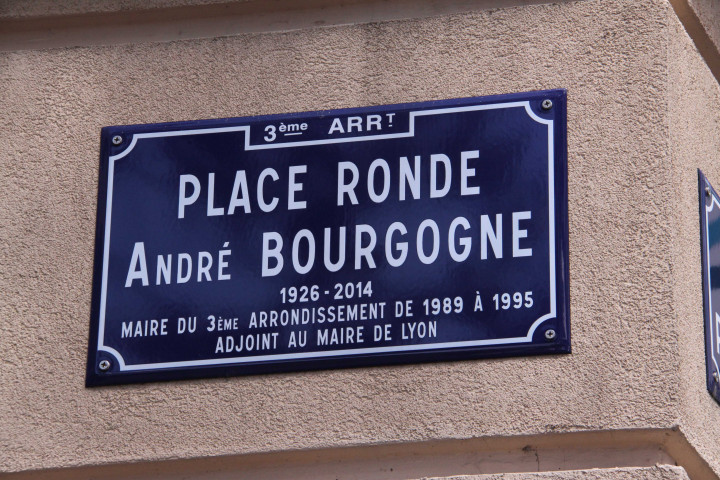 3ème ARRT
PLACE RONDE
ANDRÉ BOURGOGNE
1926 - 2014
MAIRE DU 3ÈME ARRONDISSEMENT DE 1989 À 1995
ADJOINT AU MAIRE DE LYON